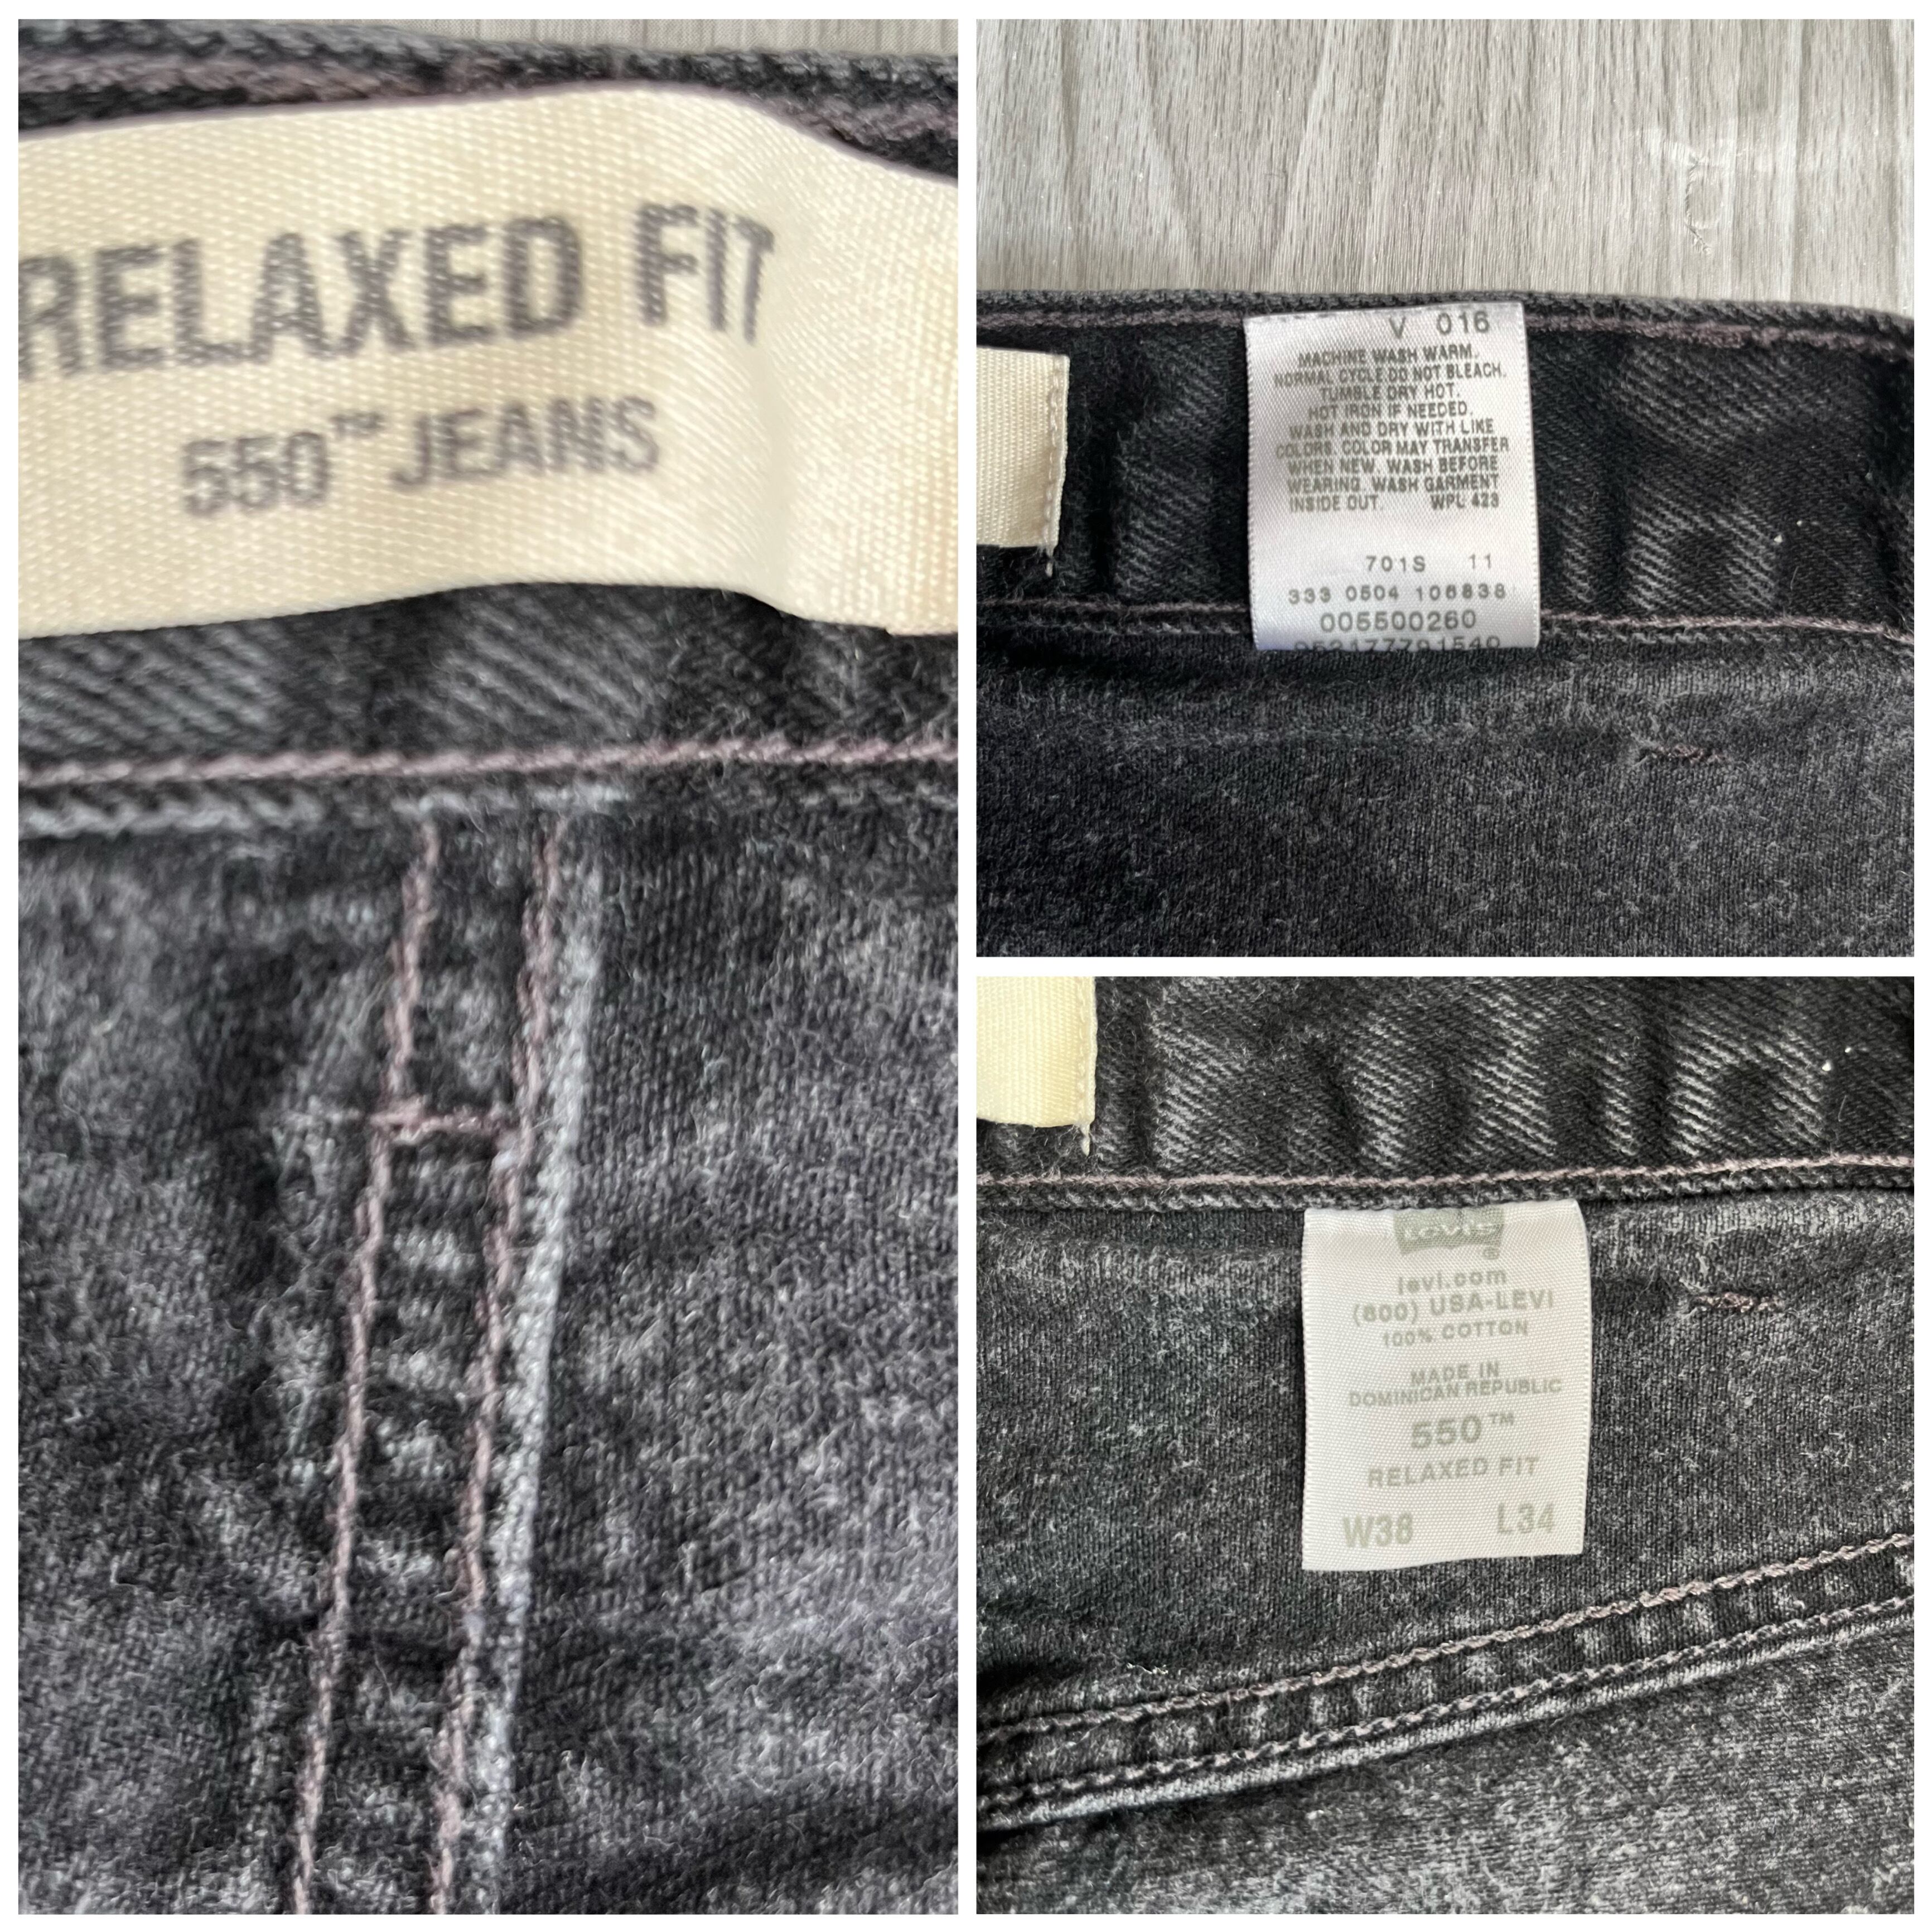 RELAXED FIT
550™ JEANS
V 016
MACHINE WASH WARM,
NORMAL CYCLE DO NOT BLEACH.
TUMBLE DRY HOT.
HOT IRON IF NEEDED.
WASH AND DRY WITH LIKE
COLORS. COLOR MAY TRANSFER
WHEN NEW. WASH BEFORE
WEARING. WASH GARMENT
INSIDE OUT. WPL 423
701S 11
333 0504 106838
005500260
Levi's
®
levi.com
(800) USA-LEVI
100% COTTON
MADE IN
DOMINICAN REPUBLIC
550™
RELAXED FIT
W38 L34